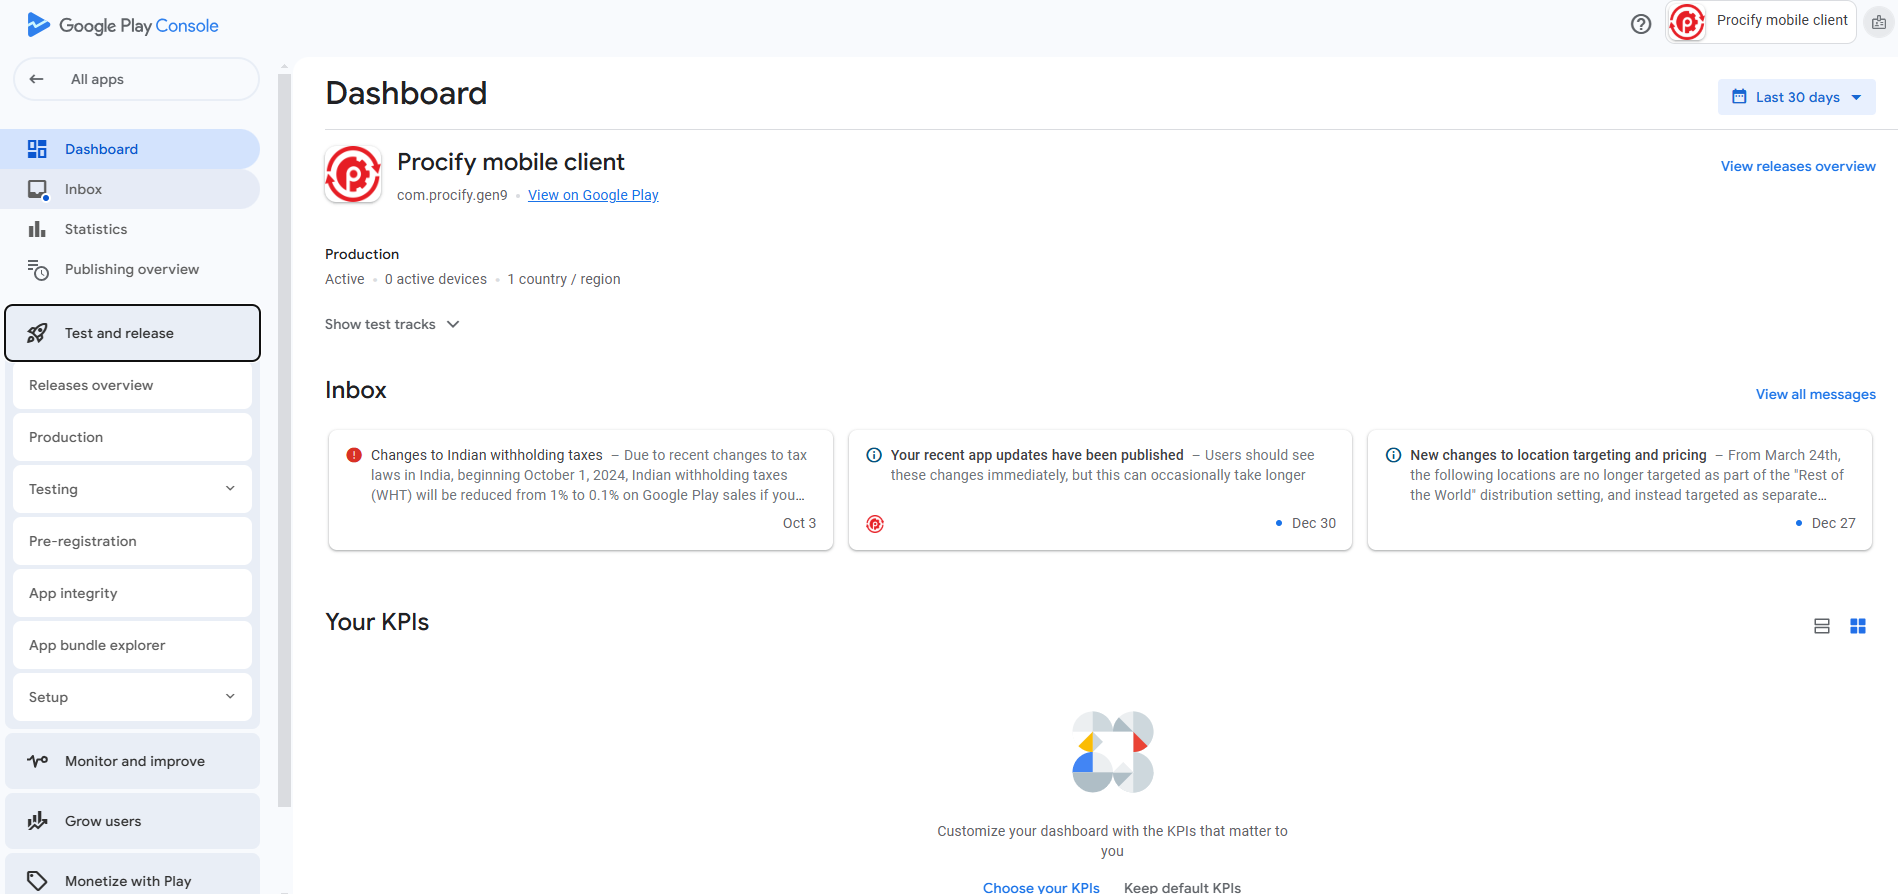 Google Play Console
Procify mobile client
All apps
Dashboard
Inbox
Statistics
Publishing overview
Test and release
Releases overview
Production
Testing
Pre-registration
App integrity
App bundle explorer
Setup
Monitor and improve
Grow users
Monetize with Play
Dashboard
Last 30 days
Procify mobile client
com.procify.gen9 • View on Google Play
View releases overview
Production
Active • 0 active devices • 1 country / region
Show test tracks
Inbox
View all messages
Changes to Indian withholding taxes – Due to recent changes to tax
laws in India, beginning October 1, 2024, Indian withholding taxes
(WHT) will be reduced from 1% to 0.1% on Google Play sales if you…
Oct 3
Your recent app updates have been published – Users should see
these changes immediately, but this can occasionally take longer
• Dec 30
New changes to location targeting and pricing – From March 24th,
the following locations are no longer targeted as part of the "Rest of
the World" distribution setting, and instead targeted as separate…
• Dec 27
Your KPIs
Customize your dashboard with the KPIs that matter to
you
Choose your KPIs Keep default KPIs